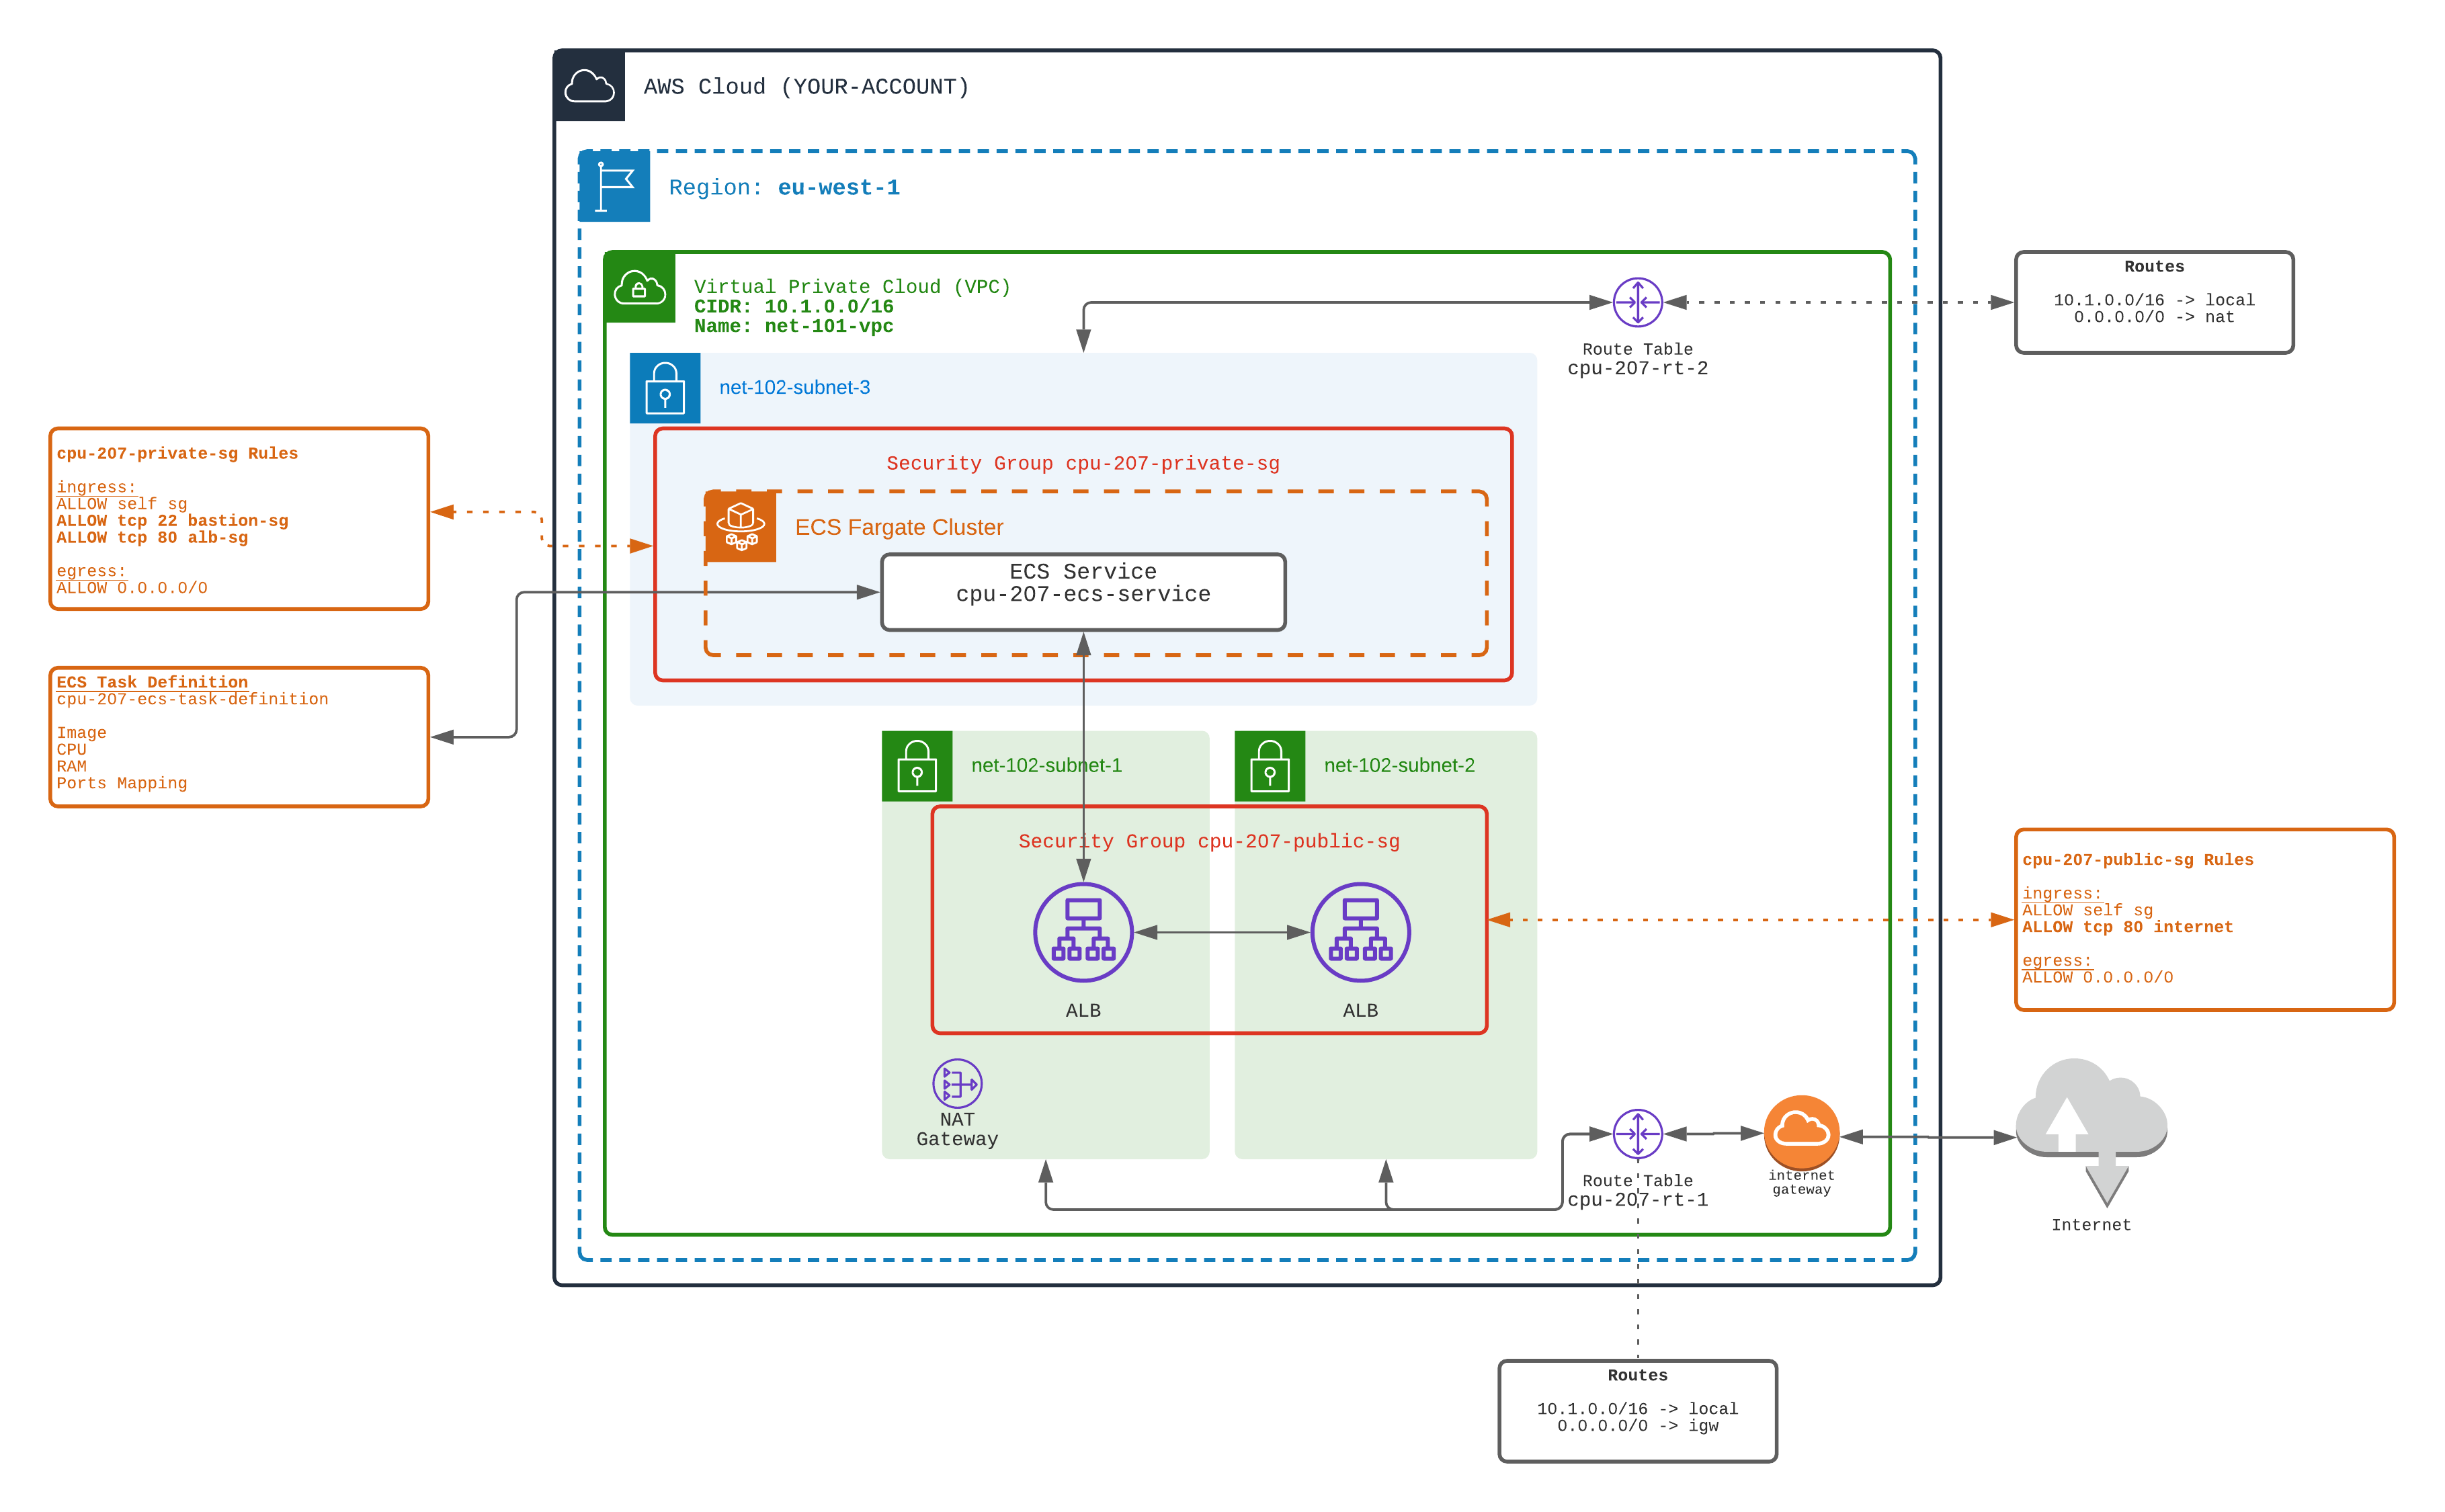 AWS Cloud (YOUR-ACCOUNT)
Region: eu-west-1
Virtual Private Cloud (VPC)
CIDR: 10.1.0.0/16
Name: net-101-vpc
Route Table
cpu-207-rt-2
Routes
10.1.0.0/16 -> local
0.0.0.0/0 -> nat
net-102-subnet-3
Security Group cpu-207-private-sg
ECS Fargate Cluster
ECS Service
cpu-207-ecs-service
cpu-207-private-sg Rules
ingress:
ALLOW self sg
ALLOW tcp 22 bastion-sg
ALLOW tcp 80 alb-sg
egress:
ALLOW 0.0.0.0/0
ECS Task Definition
cpu-207-ecs-task-definition
Image
CPU
RAM
Ports Mapping
net-102-subnet-1
net-102-subnet-2
Security Group cpu-207-public-sg
ALB
ALB
cpu-207-public-sg Rules
ingress:
ALLOW self sg
ALLOW tcp 80 internet
egress:
ALLOW 0.0.0.0/0
NAT
Gateway
Route Table
cpu-207-rt-1
internet
gateway
Internet
Routes
10.1.0.0/16 -> local
0.0.0.0/0 -> igw